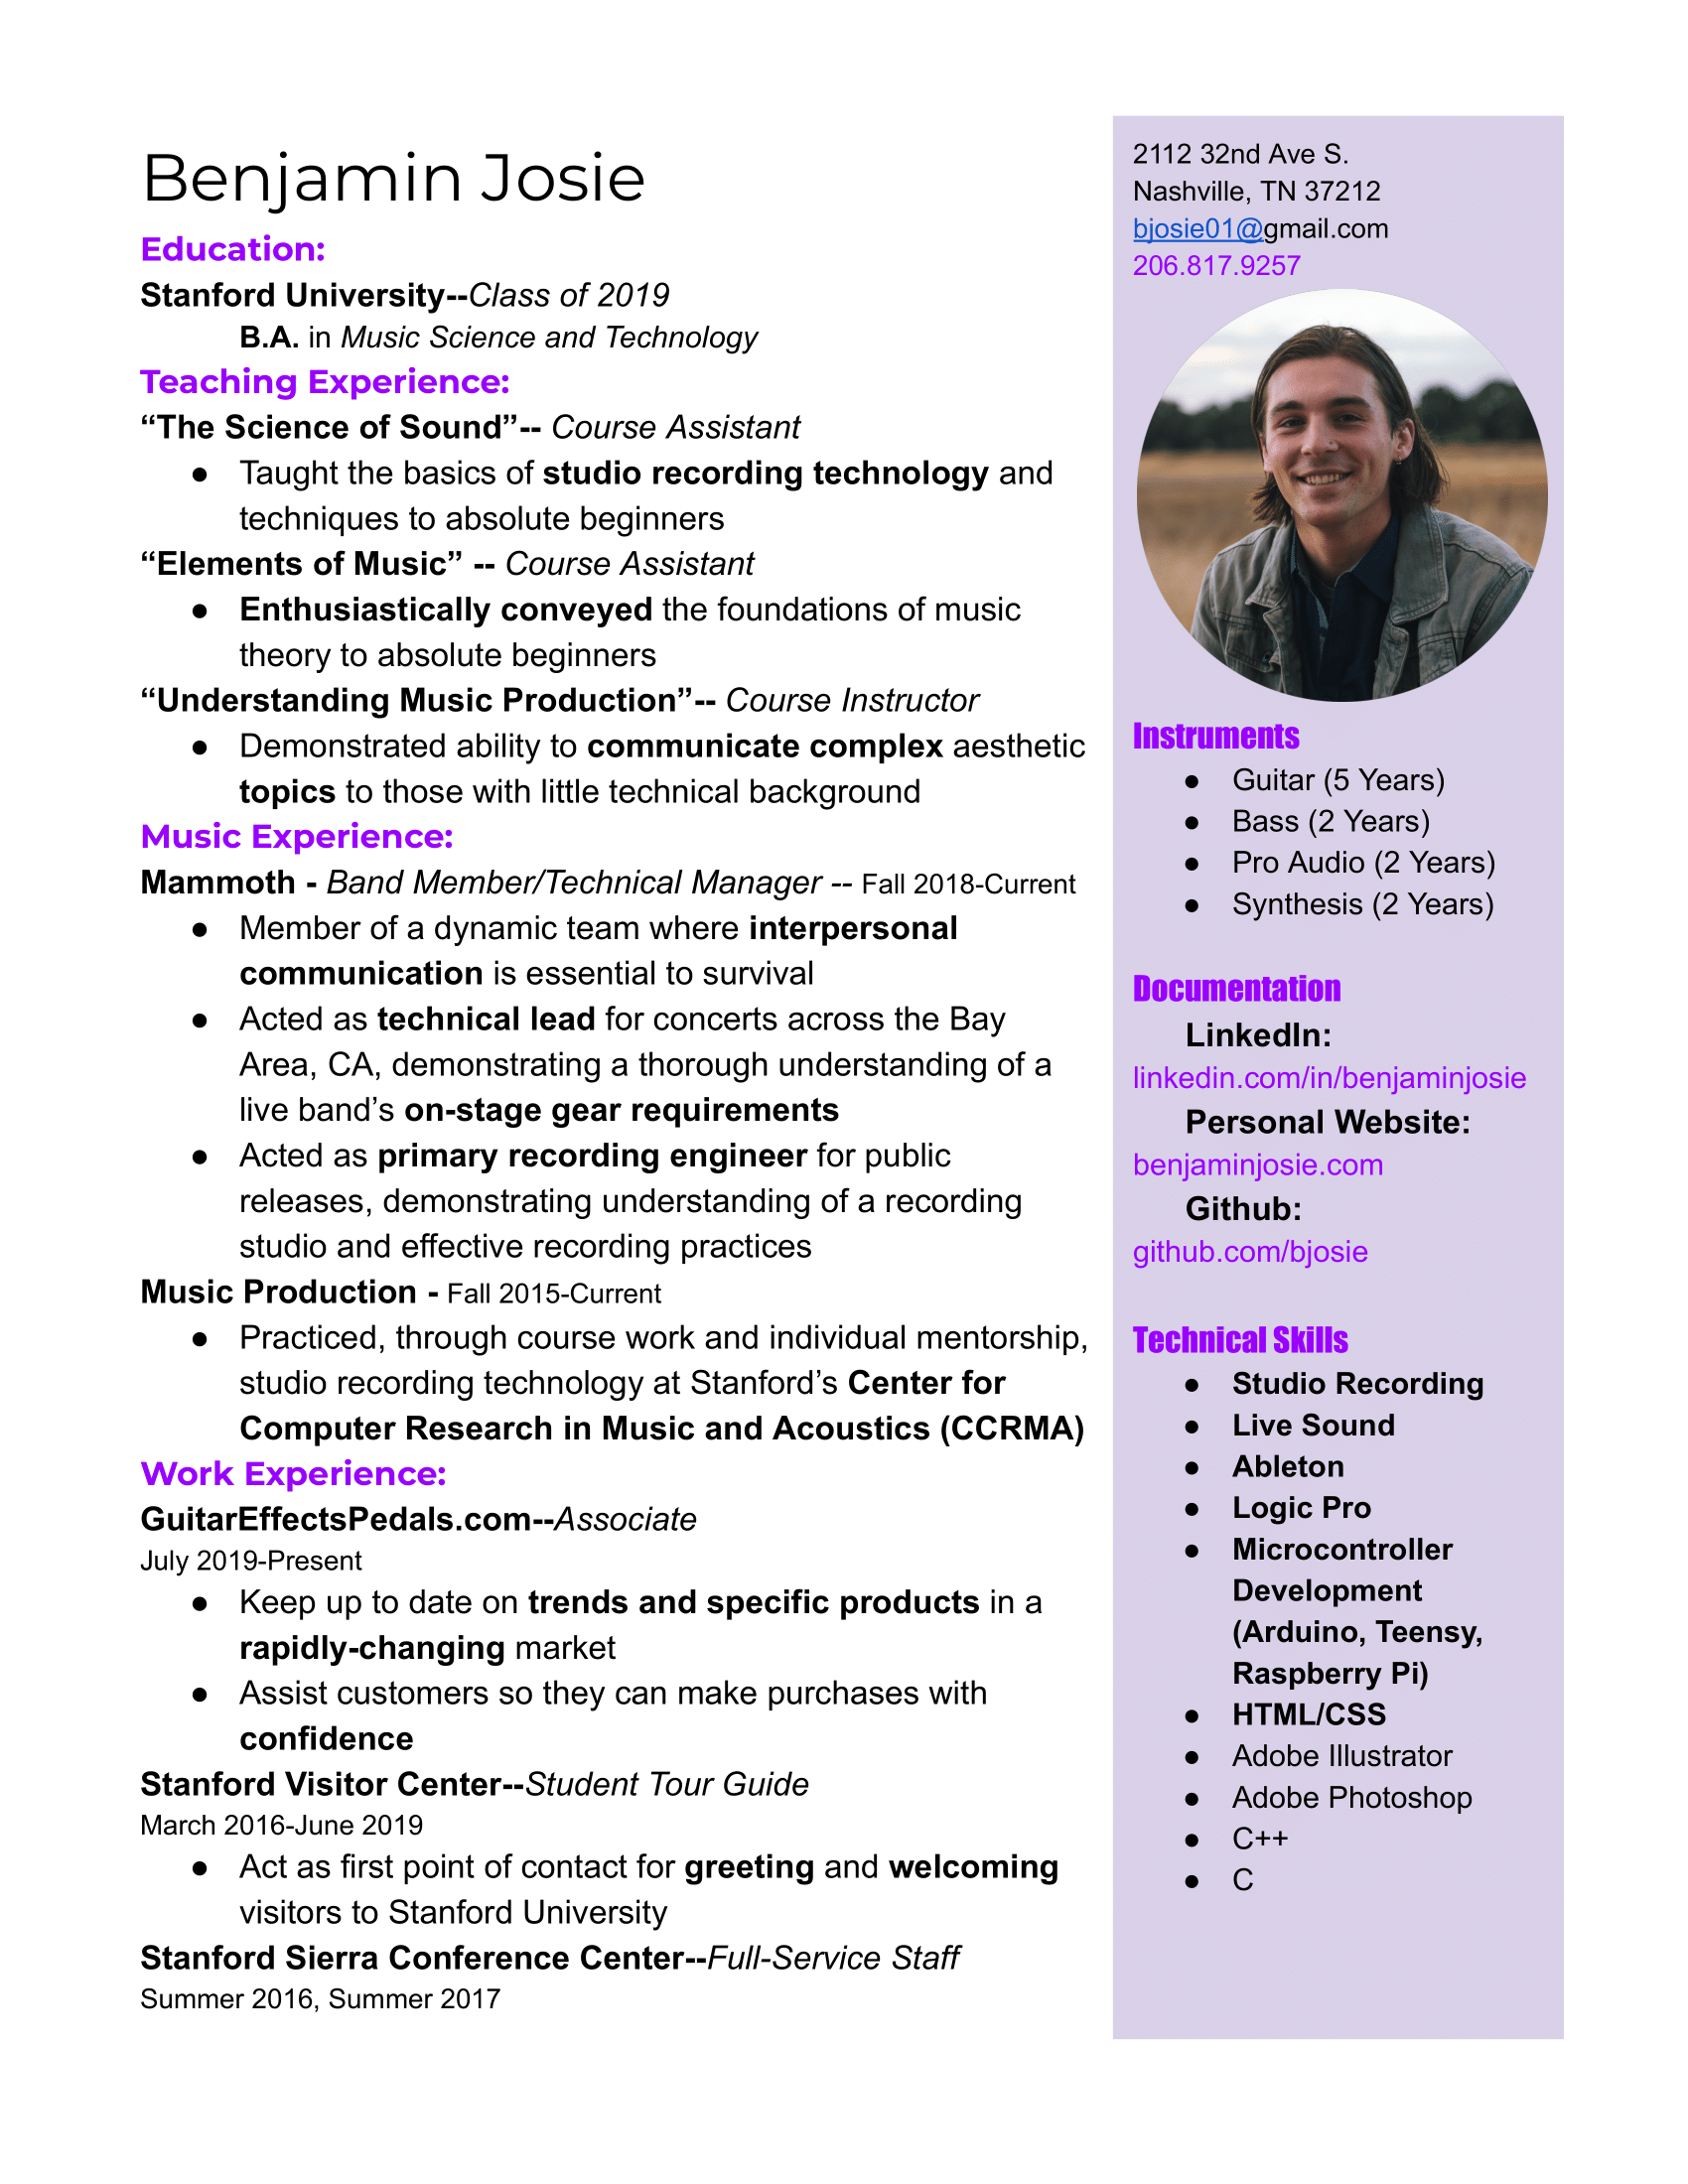 Benjamin Josie
Education:
Stanford University--Class of 2019
B.A. in Music Science and Technology
Teaching Experience:
“The Science of Sound”-- Course Assistant
● Taught the basics of studio recording technology and
techniques to absolute beginners
“Elements of Music” -- Course Assistant
● Enthusiastically conveyed the foundations of music
theory to absolute beginners
“Understanding Music Production”-- Course Instructor
● Demonstrated ability to communicate complex aesthetic
topics to those with little technical background
Music Experience:
Mammoth - Band Member/Technical Manager -- Fall 2018-Current
● Member of a dynamic team where interpersonal
communication is essential to survival
● Acted as technical lead for concerts across the Bay
Area, CA, demonstrating a thorough understanding of a
live band’s on-stage gear requirements
● Acted as primary recording engineer for public
releases, demonstrating understanding of a recording
studio and effective recording practices
Music Production - Fall 2015-Current
● Practiced, through course work and individual mentorship,
studio recording technology at Stanford’s Center for
Computer Research in Music and Acoustics (CCRMA)
Work Experience:
GuitarEffectsPedals.com--Associate
July 2019-Present
● Keep up to date on trends and specific products in a
rapidly-changing market
● Assist customers so they can make purchases with
confidence
Stanford Visitor Center--Student Tour Guide
March 2016-June 2019
● Act as first point of contact for greeting and welcoming
visitors to Stanford University
Stanford Sierra Conference Center--Full-Service Staff
Summer 2016, Summer 2017
2112 32nd Ave S.
Nashville, TN 37212
bjosie01@gmail.com
206.817.9257
Instruments
● Guitar (5 Years)
● Bass (2 Years)
● Pro Audio (2 Years)
● Synthesis (2 Years)
Documentation
LinkedIn:
linkedin.com/in/benjaminjosie
Personal Website:
benjaminjosie.com
Github:
github.com/bjosie
Technical Skills
● Studio Recording
● Live Sound
● Ableton
● Logic Pro
● Microcontroller
Development
(Arduino, Teensy,
Raspberry Pi)
● HTML/CSS
● Adobe Illustrator
● Adobe Photoshop
● C++
● C